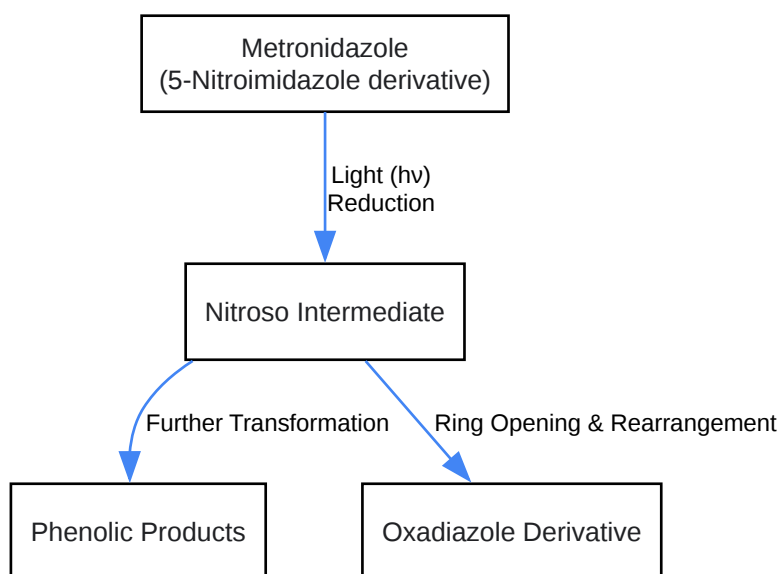 Metronidazole
(5-Nitroimidazole derivative)
Light (hν)
Reduction
Nitroso Intermediate
Further Transformation
Ring Opening & Rearrangement
Phenolic Products
Oxadiazole Derivative